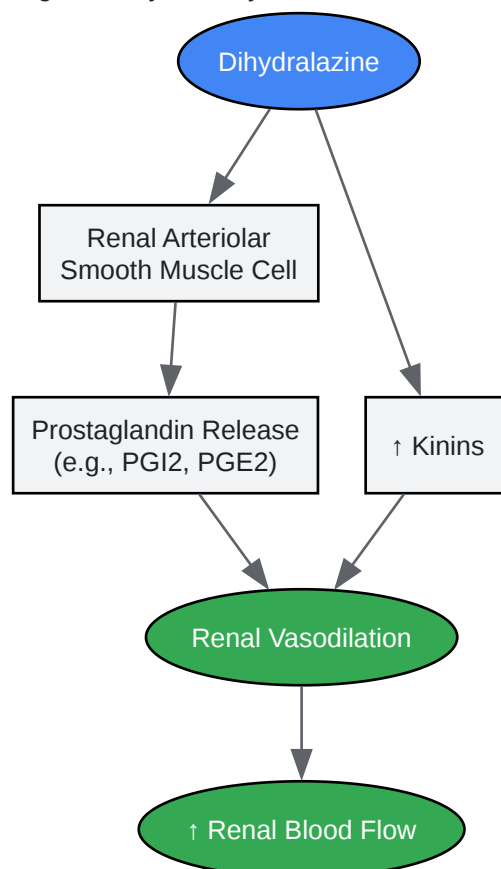 Dihydralazine
Renal Arteriolar
Smooth Muscle Cell
Prostaglandin Release
(e.g., PGI2, PGE2)
↑ Kinins
Renal Vasodilation
↑ Renal Blood Flow